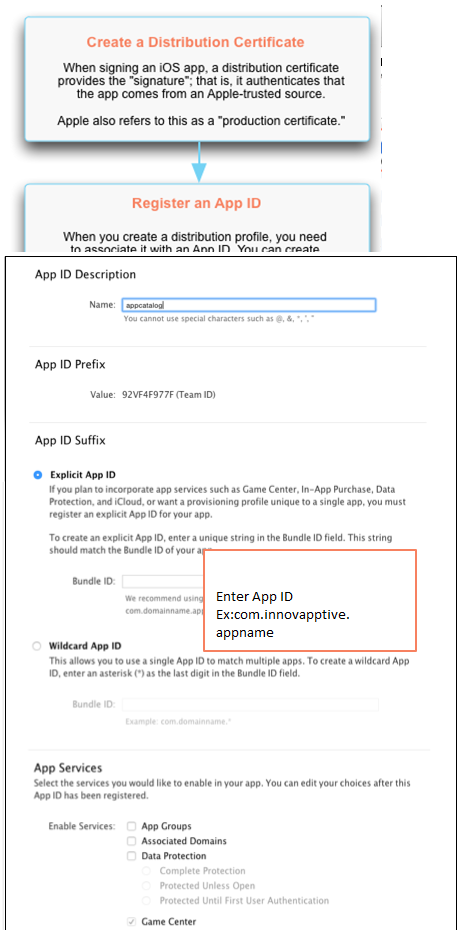 Create a Distribution Certificate
When signing an iOS app, a distribution certificate
provides the "signature"; that is, it authenticates that
the app comes from an Apple-trusted source.
Apple also refers to this as a "production certificate."
Register an App ID
When you create a distribution profile, you need
to associate it with an App ID. You can create
App ID Description
Name: appcatalog
You cannot use special characters such as @, &, *, ', "
App ID Prefix
Value: 92VF4F977F (Team ID)
App ID Suffix
Explicit App ID
If you plan to incorporate app services such as Game Center, In-App Purchase, Data
Protection, and iCloud, or want a provisioning profile unique to a single app, you must
register an explicit App ID for your app.
To create an explicit App ID, enter a unique string in the Bundle ID field. This string
should match the Bundle ID of your app.
Bundle ID:
We recommend using
com.domainname.app
Enter App ID
Ex:com.innovapptive.
appname
Wildcard App ID
This allows you to use a single App ID to match multiple apps. To create a wildcard App
ID, enter an asterisk (*) as the last digit in the Bundle ID field.
Bundle ID:
Example: com.domainname.*
App Services
Select the services you would like to enable in your app. You can edit your choices after this
App ID has been registered.
Enable Services: App Groups
Associated Domains
Data Protection
Complete Protection
Protected Unless Open
Protected Until First User Authentication
Game Center